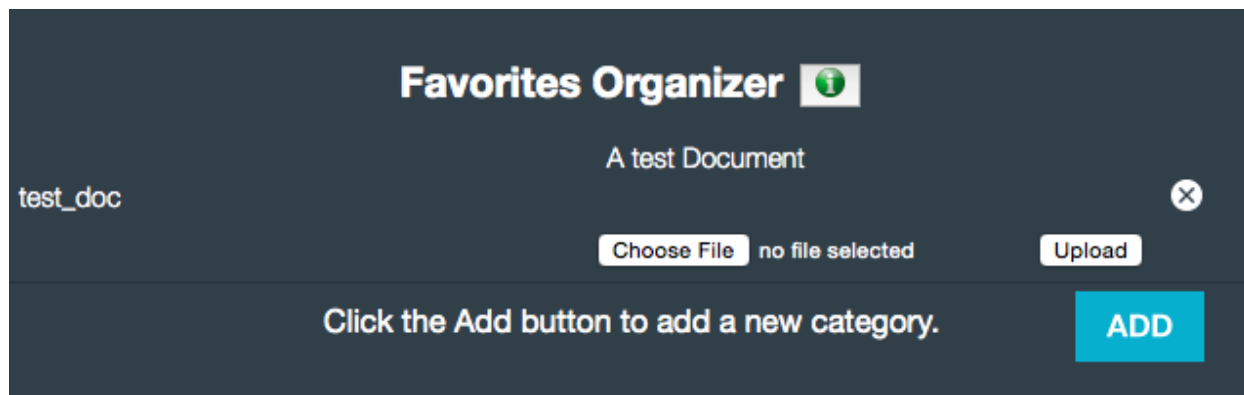 Favorites Organizer
A test Document
test_doc
Choose File no file selected Upload
Click the Add button to add a new category. ADD